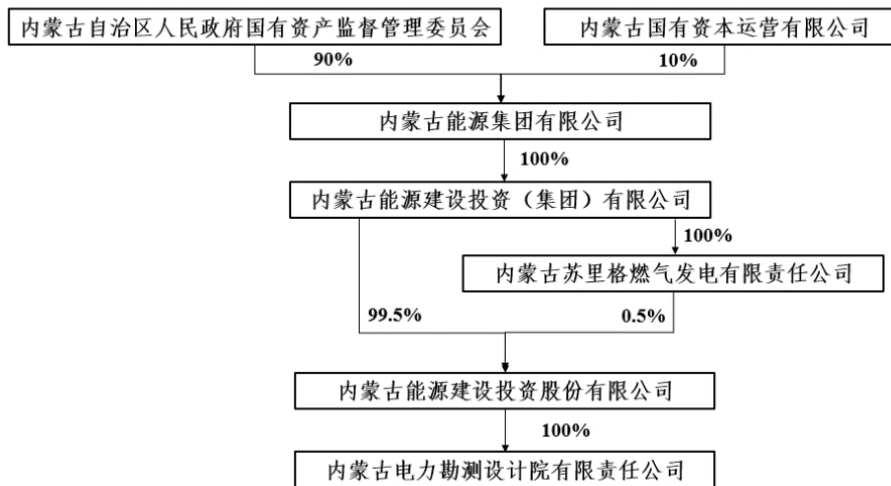 内蒙古自治区人民政府国有资产监督管理委员会
内蒙古国有资本运营有限公司
90%
10%
内蒙古能源集团有限公司
100%
内蒙古能源建设投资（集团）有限公司
100%
内蒙古苏里格燃气发电有限责任公司
99.5%
0.5%
内蒙古能源建设投资股份有限公司
100%
内蒙古电力勘测设计院有限责任公司